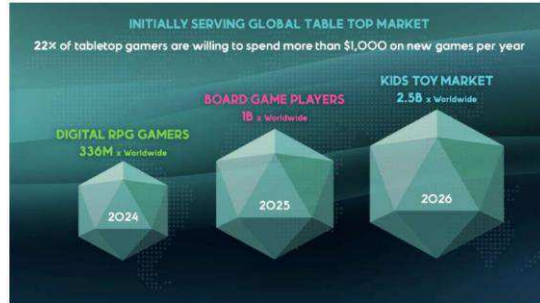 INITIALLY SERVING GLOBAL TABLE TOP MARKET
22% of tabletop gamers are willing to spend more than $1,000 on new games per year
KIDS TOY MARKET
2.5B x Worldwide
BOARD GAME PLAYERS
1B x Worldwide
DIGITAL RPG GAMERS
336M x Worldwide
2024
2025
2026